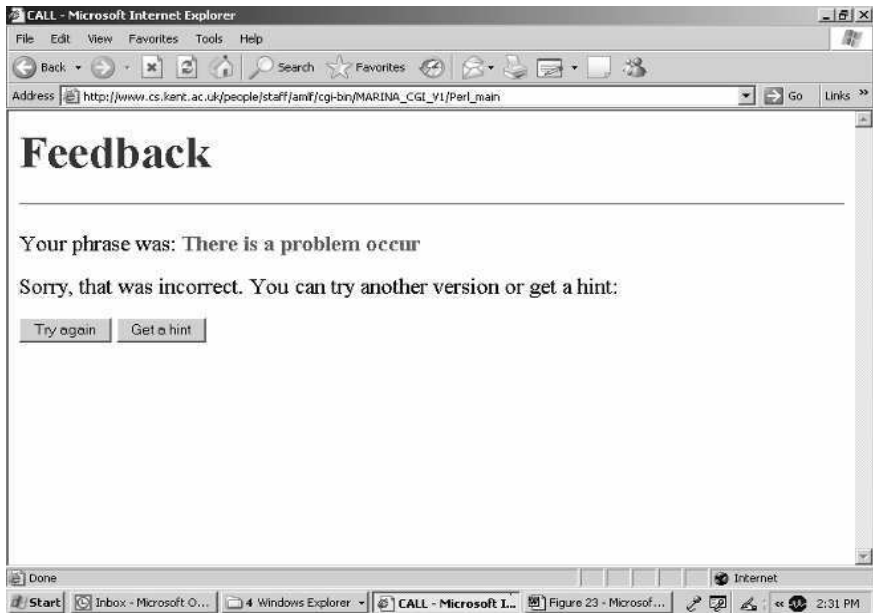 CALL - Microsoft Internet Explorer
File Edit View Favorites Tools Help
Back Search Favorites
Address http://www.cs.kent.ac.uk/people/staff/amlf/cgi-bin/MARINA_CGI_V1/Perl_main Go Links »
Feedback
Your phrase was: There is a problem occur
Sorry, that was incorrect. You can try another version or get a hint:
Try again Get a hint
Done Internet
Start Inbox - Microsoft O... 4 Windows Explorer CALL - Microsoft I... Figure 23 - Microsof... « 2:31 PM